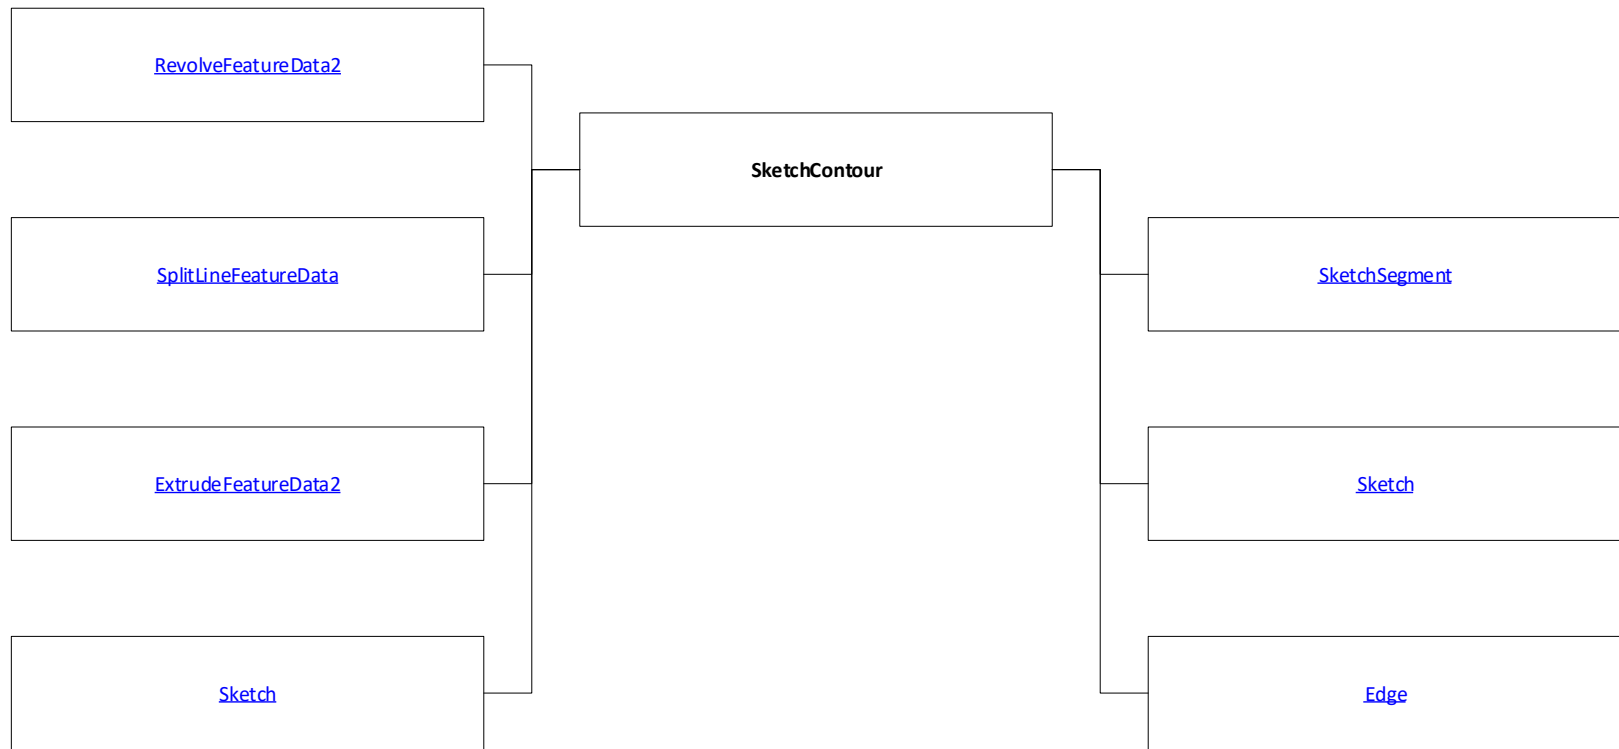 RevolveFeatureData2
SketchContour
SplitLineFeatureData
SketchSegment
ExtrudeFeatureData2
Sketch
Sketch
Edge